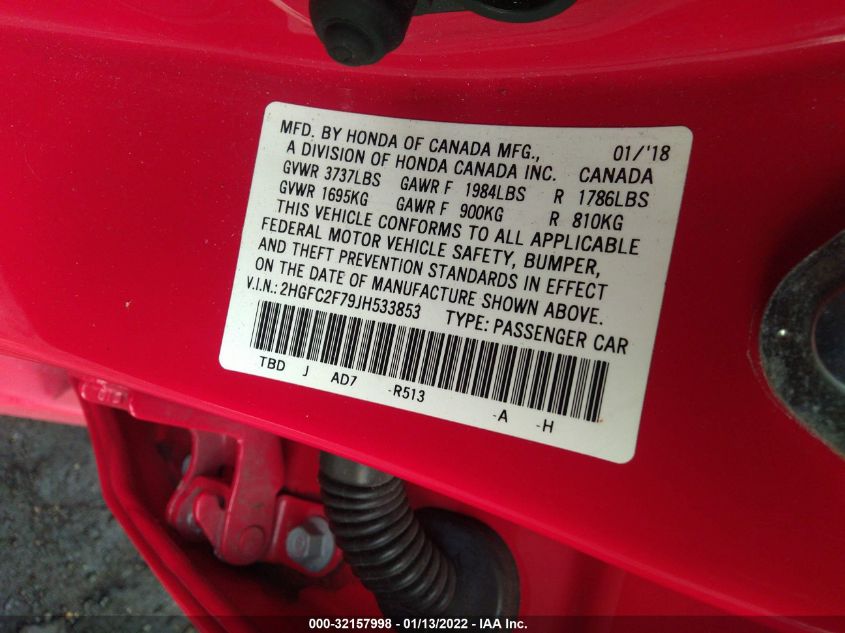 MFD. BY HONDA OF CANADA MFG., 01/'18
A DIVISION OF HONDA CANADA INC. CANADA
GVWR 3737LBS GAWR F 1984LBS R 1786LBS
GVWR 1695KG GAWR F 900KG R 810KG
THIS VEHICLE CONFORMS TO ALL APPLICABLE
FEDERAL MOTOR VEHICLE SAFETY, BUMPER,
AND THEFT PREVENTION STANDARDS IN EFFECT
ON THE DATE OF MANUFACTURE SHOWN ABOVE.
V.I.N.: 2HGFC2F79JH533853 TYPE: PASSENGER CAR
TBD J AD7 -R513 -A -H
000-32157998 - 01/13/2022 - IAA Inc.